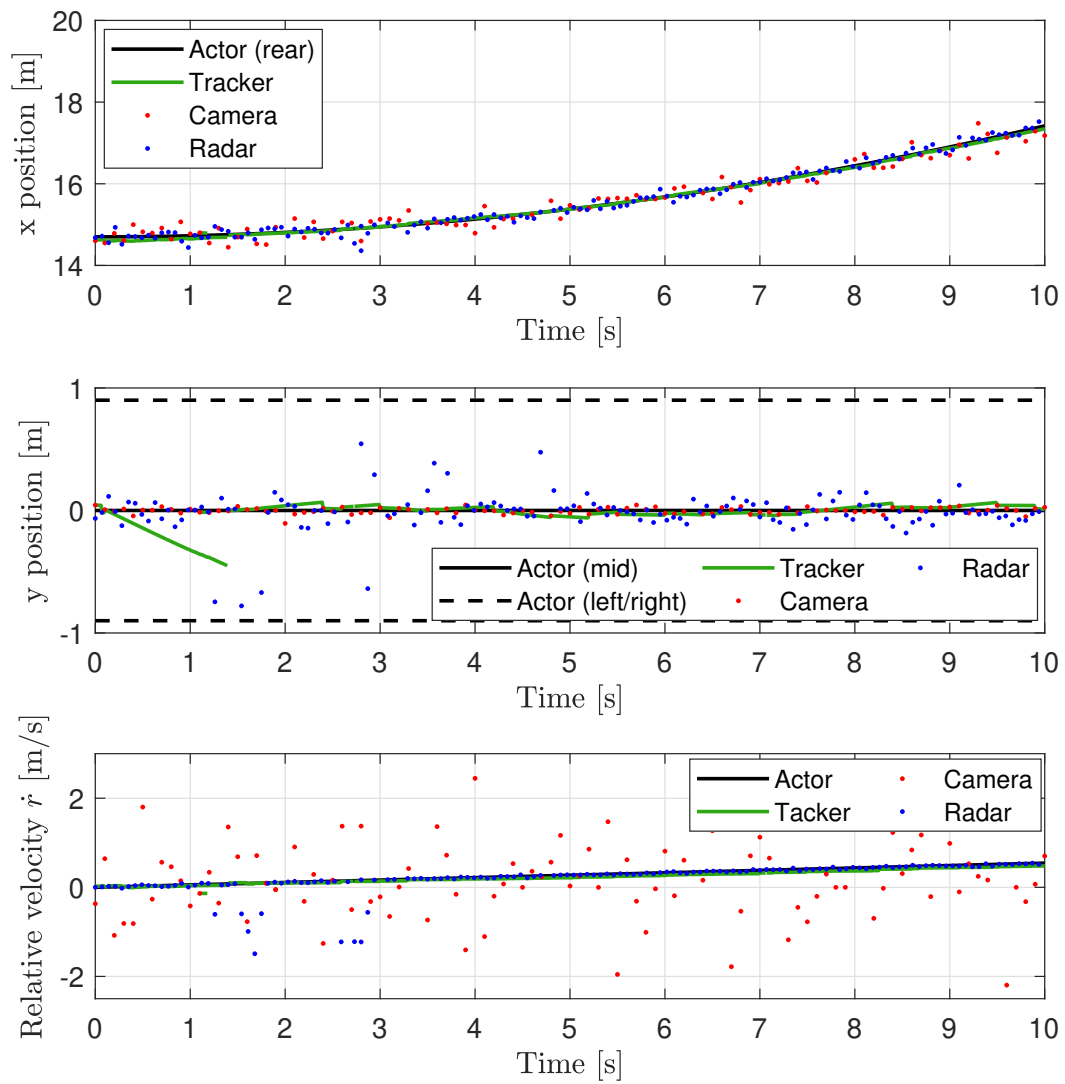 20
18
16
14
x position [m]
Actor (rear)
Tracker
Camera
Radar
0 1 2 3 4 5 6 7 8 9 10
Time [s]
1
0
-1
y position [m]
Actor (mid)
Actor (left/right)
Tracker
Camera
Radar
0 1 2 3 4 5 6 7 8 9 10
Time [s]
2
0
-2
Relative velocity ṙ [m/s]
Actor
Tacker
Camera
Radar
0 1 2 3 4 5 6 7 8 9 10
Time [s]